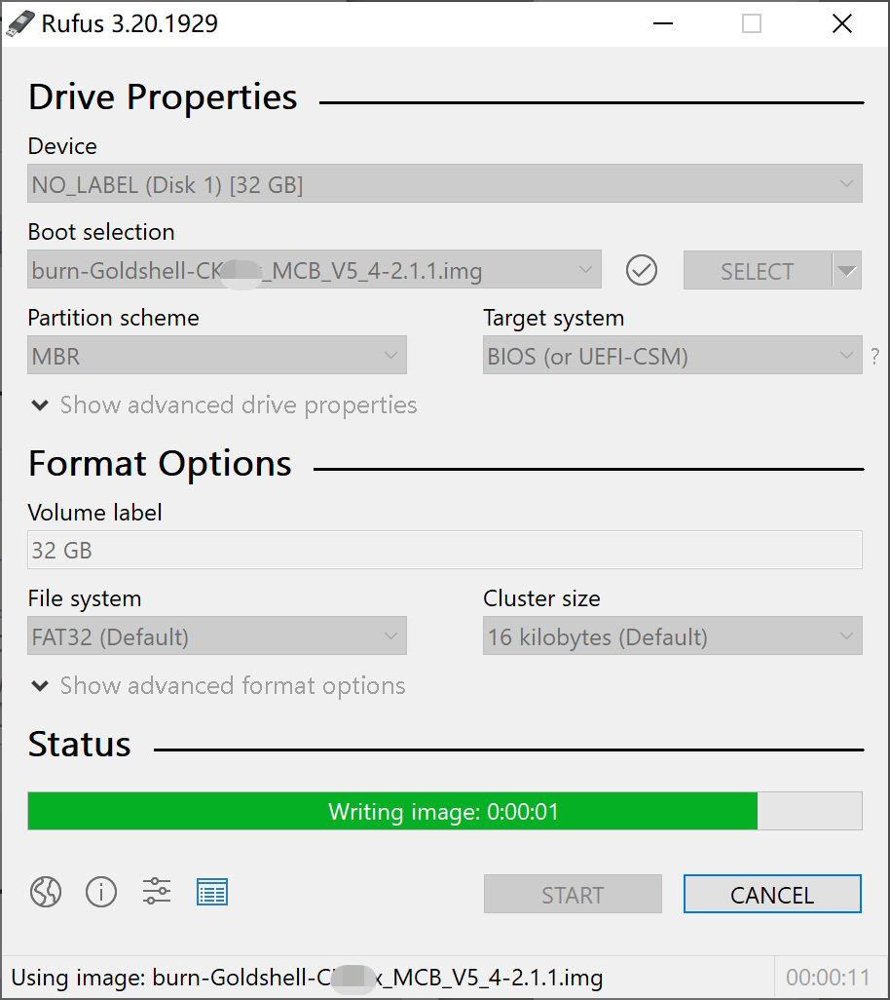 Rufus 3.20.1929
Drive Properties
Device
NO_LABEL (Disk 1) [32 GB]
Boot selection
burn-Goldshell-CK _MCB_V5_4-2.1.1.img
SELECT
Partition scheme
Target system
MBR
BIOS (or UEFI-CSM)
?
Show advanced drive properties
Format Options
Volume label
32 GB
File system
Cluster size
FAT32 (Default)
16 kilobytes (Default)
Show advanced format options
Status
Writing image: 0:00:01
START
CANCEL
Using image: burn-Goldshell-C x_MCB_V5_4-2.1.1.img
00:00:11